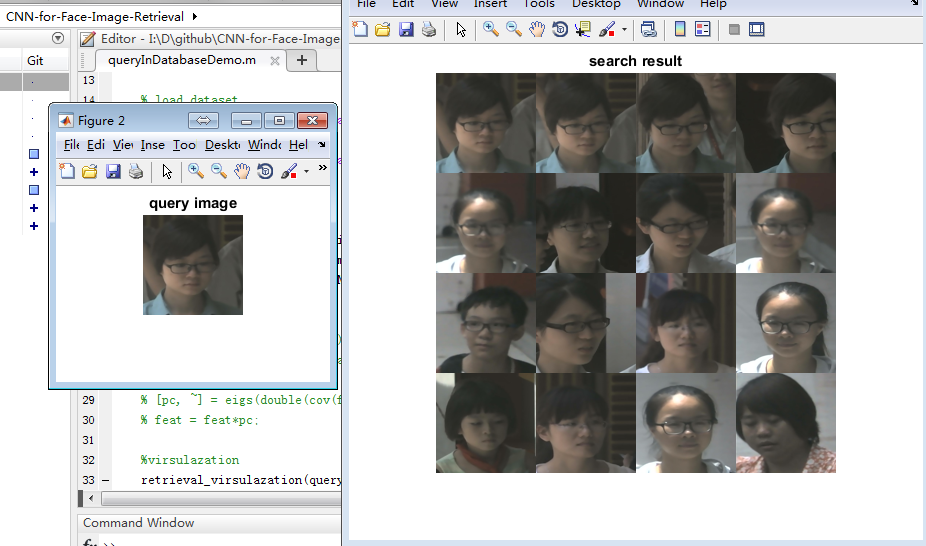 CNN-for-Face-Image-Retrieval
Git
Editor - I:\D\github\CNN-for-Face-Image
queryInDatabaseDemo.m
13
14
% load dataset
Figure 2
File Edi View Inse Too Deskto Windo Hel
query image
29 % [pc, ~] = eigs(double(cov(f
30 % feat = feat*pc;
31
32 %virsulazation
33 retrieval_virsulazation(query
Command Window
fx >>
File Edit View Insert Tools Desktop Window Help
search result